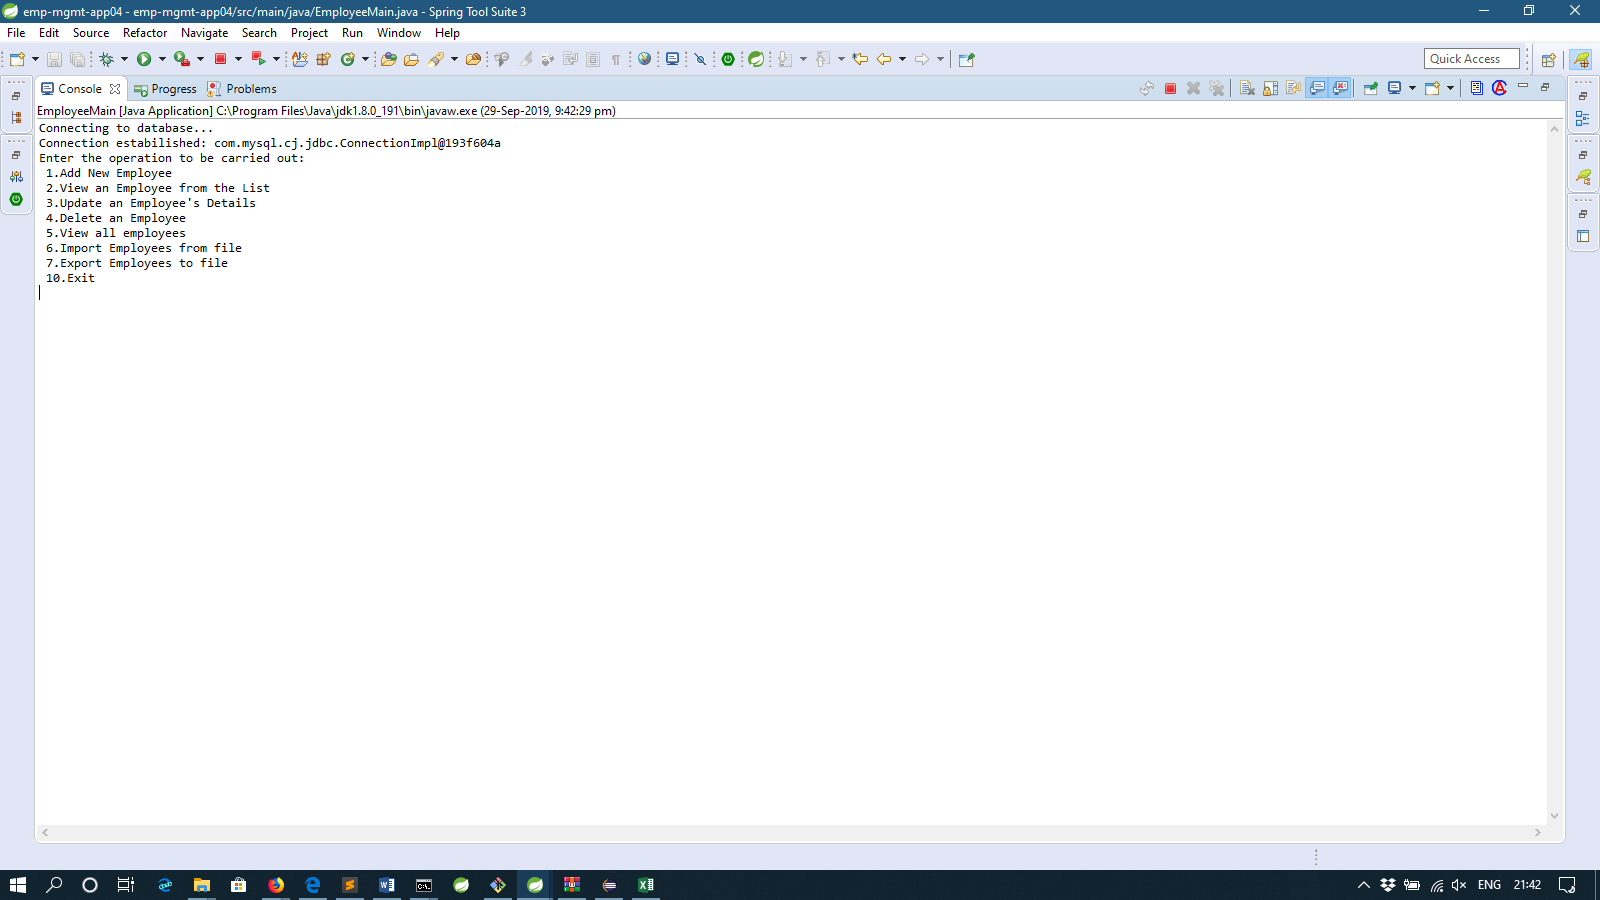 emp-mgmt-app04 - emp-mgmt-app04/src/main/java/EmployeeMain.java - Spring Tool Suite 3
File Edit Source Refactor Navigate Search Project Run Window Help
Quick Access
Console Progress Problems
EmployeeMain [Java Application] C:\Program Files\Java\jdk1.8.0_191\bin\javaw.exe (29-Sep-2019, 9:42:29 pm)
Connecting to database...
Connection estabilished: com.mysql.cj.jdbc.ConnectionImpl@193f604a
Enter the operation to be carried out:
1.Add New Employee
2.View an Employee from the List
3.Update an Employee's Details
4.Delete an Employee
5.View all employees
6.Import Employees from file
7.Export Employees to file
10.Exit
ENG 21:42